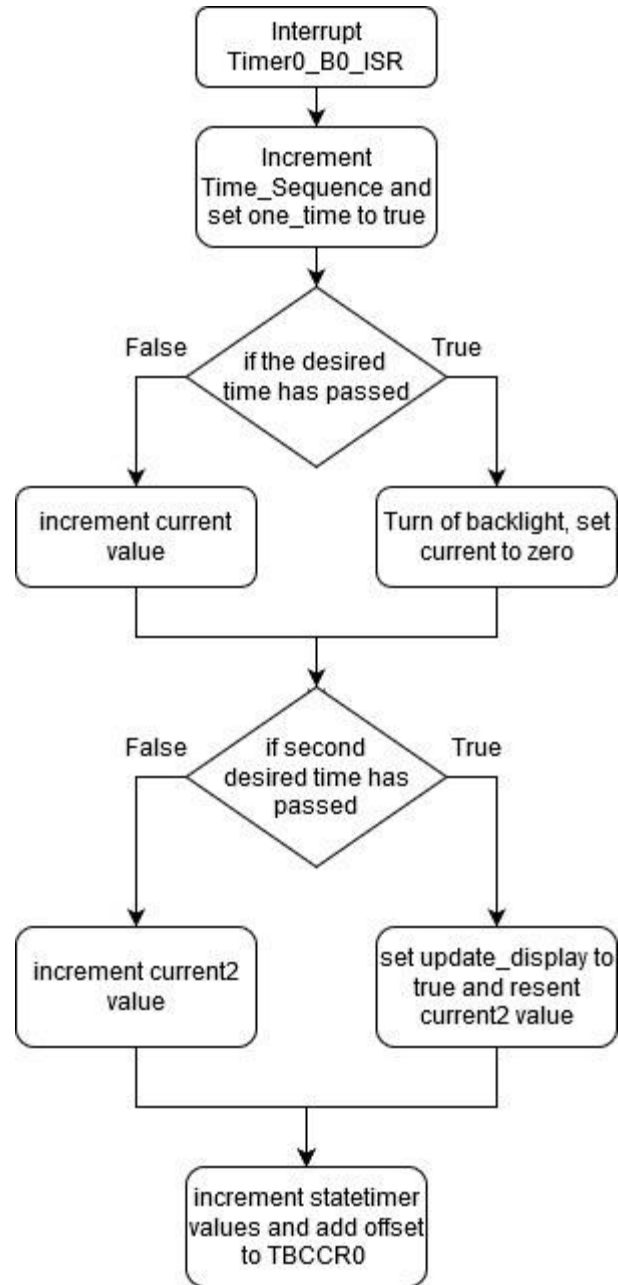 Interrupt
Timer0_B0_ISR
Increment
Time_Sequence and
set one_time to true
False
True
if the desired
time has passed
increment current
value
Turn of backlight, set
current to zero
False
True
if second
desired time has
passed
increment current2
value
set update_display to
true and resent
current2 value
increment statetimer
values and add offset
to TBCCR0